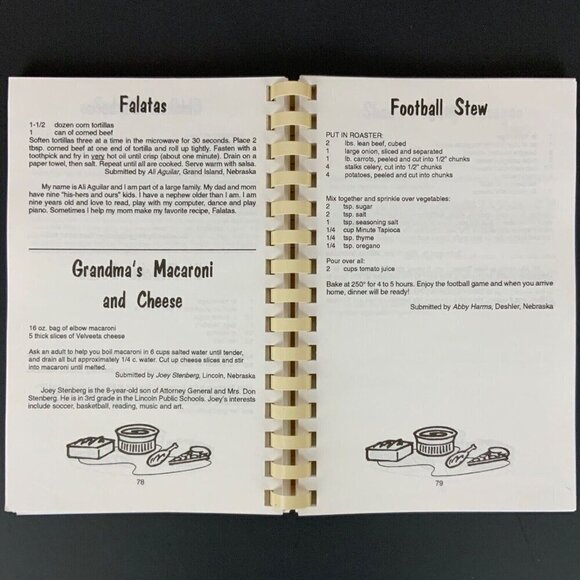 Falatas
1-1/2 dozen corn tortillas
1 can of corned beef
Soften tortillas three at a time in the microwave for 30 seconds. Place 2
tbsp. corned beef at one end of tortilla and roll up tightly. Fasten with a
toothpick and fry in very hot oil until crisp (about one minute). Drain on a
paper towel, then salt. Repeat until all are cooked. Serve warm with salsa.
Submitted by Ali Aguilar, Grand Island, Nebraska
My name is Ali Aguilar and I am part of a large family. My dad and mom
have nine "his-hers and ours" kids. I have a nephew older than I am. I am
nine years old and love to read, play with my computer, dance and play
piano. Sometimes I help my mom make my favorite recipe, Falatas.
Grandma's Macaroni
and Cheese
16 oz. bag of elbow macaroni
5 thick slices of Velveeta cheese
Ask an adult to help you boil macaroni in 6 cups salted water until tender,
and drain all but approximately 1/4 c. water. Cut up cheese slices and stir
into macaroni until melted.
Submitted by Joey Stenberg, Lincoln, Nebraska
Joey Stenberg is the 8-year-old son of Attorney General and Mrs. Don
Stenberg. He is in 3rd grade in the Lincoln Public Schools. Joey's interests
include soccer, basketball, reading, music and art.
78
Football Stew
PUT IN ROASTER:
2 lbs. lean beef, cubed
1 large onion, sliced and separated
1 lb. carrots, peeled and cut into 1/2" chunks
4 stalks celery, cut into 1/2" chunks
4 potatoes, peeled and cut into chunks
Mix together and sprinkle over vegetables:
2 tsp. sugar
2 tsp. salt
1 tsp. seasoning salt
1/4 cup Minute Tapioca
1/4 tsp. thyme
1/4 tsp. oregano
Pour over all:
2 cups tomato juice
Bake at 250° for 4 to 5 hours. Enjoy the football game and when you arrive
home, dinner will be ready!
Submitted by Abby Harms, Deshler, Nebraska
79